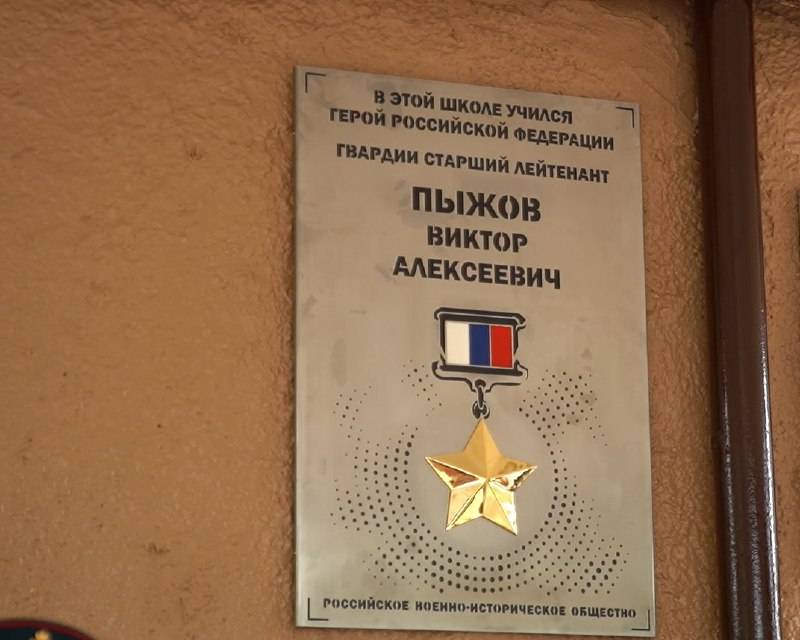 В ЭТОЙ ШКОЛЕ УЧИЛСЯ
ГЕРОЙ РОССИЙСКОЙ ФЕДЕРАЦИИ
ГВАРДИИ СТАРШИЙ ЛЕЙТЕНАНТ
ПЫЖОВ
ВИКТОР
АЛЕКСЕЕВИЧ
РОССИЙСКОЕ ВОЕННО-ИСТОРИЧЕСКОЕ ОБЩЕСТВО